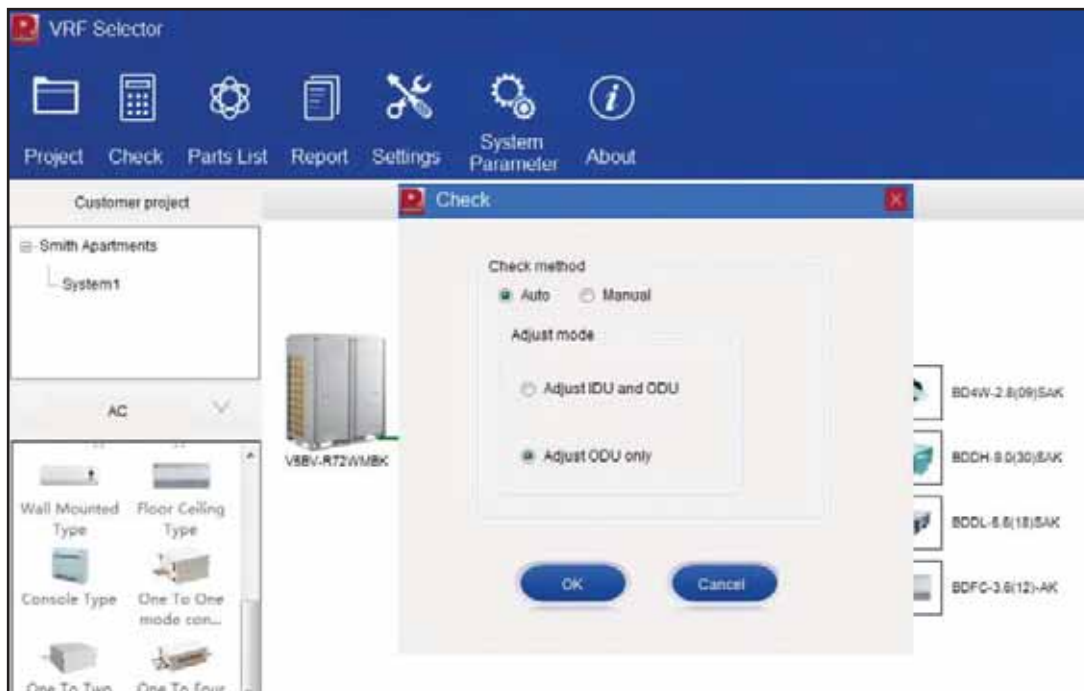 VRF Selector
Project Check Parts List Report Settings System Parameter About
Customer project
Smith Apartments
System1
AC
Wall Mounted Type
Floor Ceiling Type
Console Type
One To One mode con...
One To Two
One To Four
V5BV-R72WMBK
Check
Check method
Auto Manual
Adjust mode
Adjust IDU and ODU
Adjust ODU only
OK Cancel
BD4W-2.8(09)SAK
BDDH-9.0(30)SAK
BDDL-5.6(18)SAK
BDFC-3.6(12)-AK